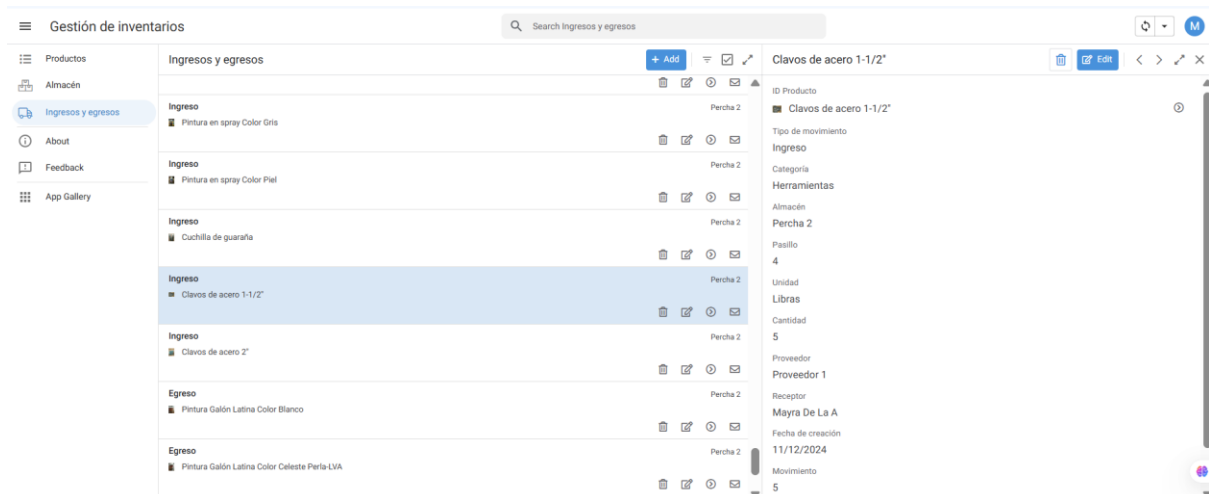 Gestión de inventarios
Search Ingresos y egresos
M
Productos
Almacén
Ingresos y egresos
About
Feedback
App Gallery
Ingresos y egresos
+ Add
Ingreso
Percha 2
Pintura en spray Color Gris
Ingreso
Percha 2
Pintura en spray Color Piel
Ingreso
Percha 2
Cuchilla de guaraña
Ingreso
Percha 2
Clavos de acero 1-1/2"
Ingreso
Percha 2
Clavos de acero 2"
Egreso
Percha 2
Pintura Galón Latina Color Blanco
Egreso
Percha 2
Pintura Galón Latina Color Celeste Perla-LVA
Clavos de acero 1-1/2"
Edit
ID Producto
Clavos de acero 1-1/2"
Tipo de movimiento
Ingreso
Categoría
Herramientas
Almacén
Percha 2
Pasillo
4
Unidad
Libras
Cantidad
5
Proveedor
Proveedor 1
Receptor
Mayra De La A
Fecha de creación
11/12/2024
Movimiento
5